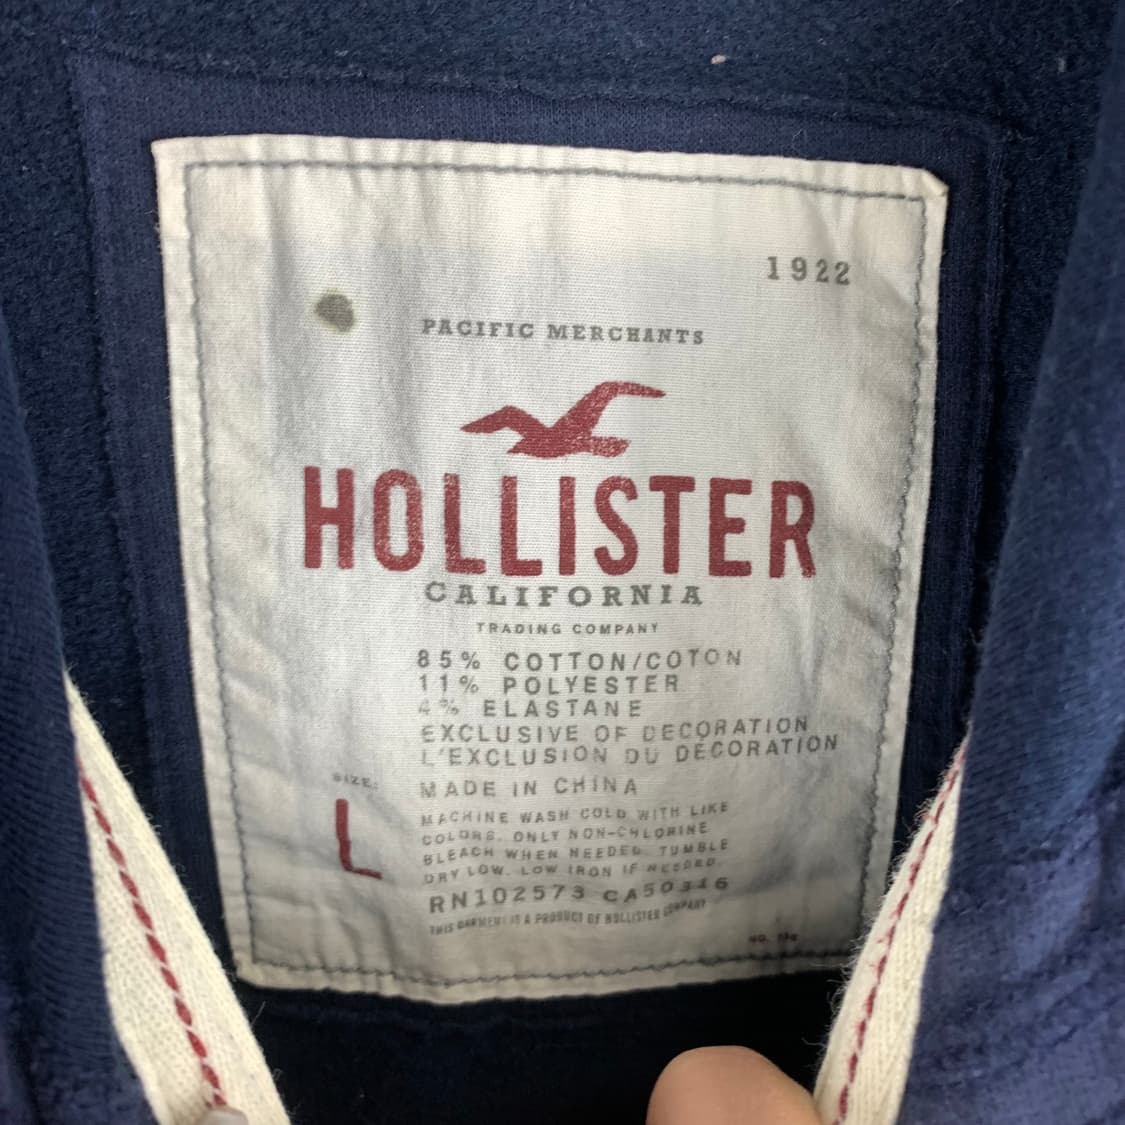 1922
PACIFIC MERCHANTS
HOLLISTER
CALIFORNIA
TRADING COMPANY
85% COTTON/COTON
11% POLYESTER
4% ELASTANE
EXCLUSIVE OF DECORATION
L'EXCLUSION DU DECORATION
SIZE:
L
MADE IN CHINA
MACHINE WASH COLD WITH LIKE
COLORS. ONLY NON-CHLORINE
BLEACH WHEN NEEDED. TUMBLE
DRY LOW. LOW IRON IF NEEDED.
RN102573 CA50346
THIS GARMENT IS A PRODUCT OF HOLLISTER COMPANY
NO.